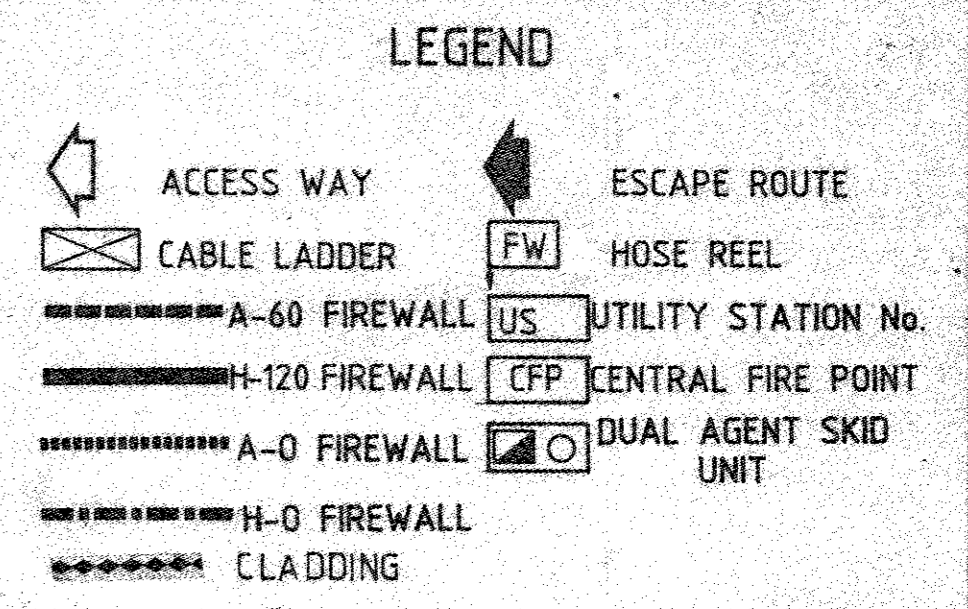 LEGEND
ACCESS WAY
ESCAPE ROUTE
CABLE LADDER
FW HOSE REEL
A-60 FIREWALL
US UTILITY STATION No.
H-120 FIREWALL
CFP CENTRAL FIRE POINT
A-0 FIREWALL
DUAL AGENT SKID
UNIT
H-0 FIREWALL
CLADDING